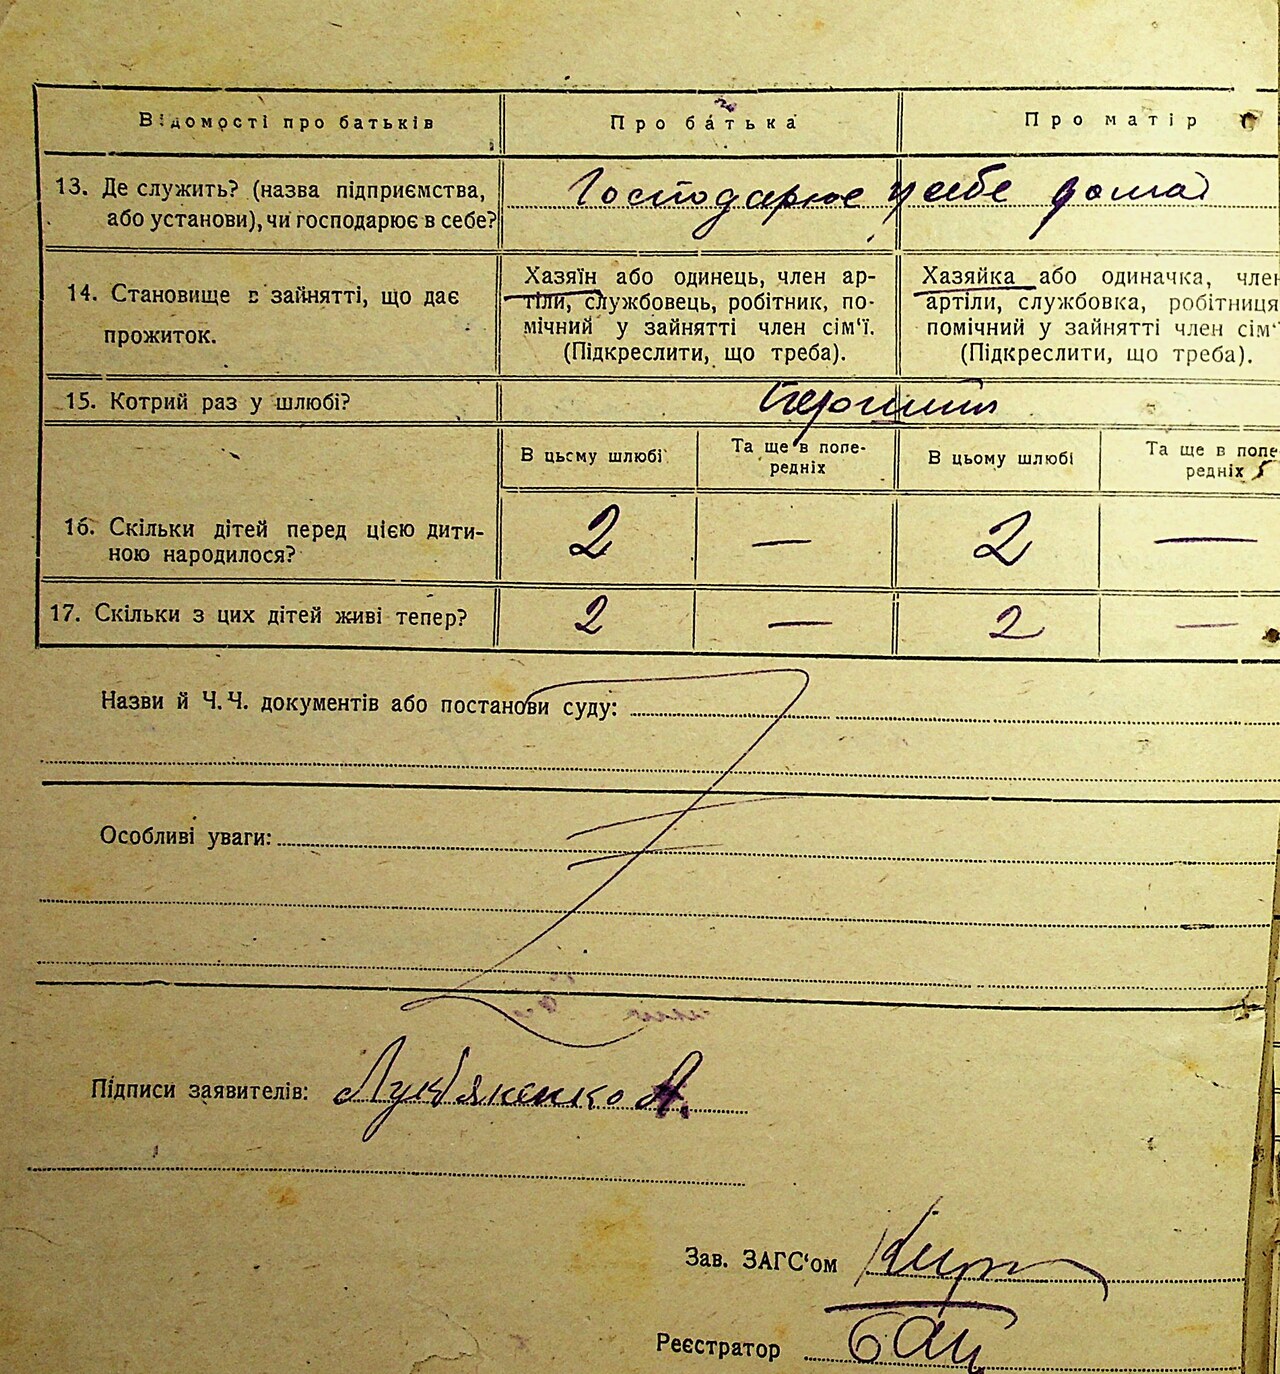 Відомості про батьків Про батька Про матір
13. Де служить? (назва підприємства, або установи), чи господарює в себе? Господарює у себе дома
14. Становище в зайнятті, що дає прожиток.
Хазяїн або одинець, член ар-
тіли, службовець, робітник, по-
мічний у зайнятті член сім'ї.
(Підкреслити, що треба).
Хазяйка або одиначка, член
артіли, службовка, робітниця
помічний у зайнятті член сім'
(Підкреслити, що треба).
15. Котрий раз у шлюбі?
В цьому шлюбі Та ще в попе-
редніх В цьому шлюбі Та ще в попе
редніх
16. Скільки дітей перед цією дити-
ною народилося? 2 — 2 —
17. Скільки з цих дітей живі тепер? 2 — 2 —
Назви й Ч.Ч. документів або постанови суду:
Особливі уваги:
Підписи заявителів: Лукьяненко А.
Зав. ЗАГС'ом
Реєстратор